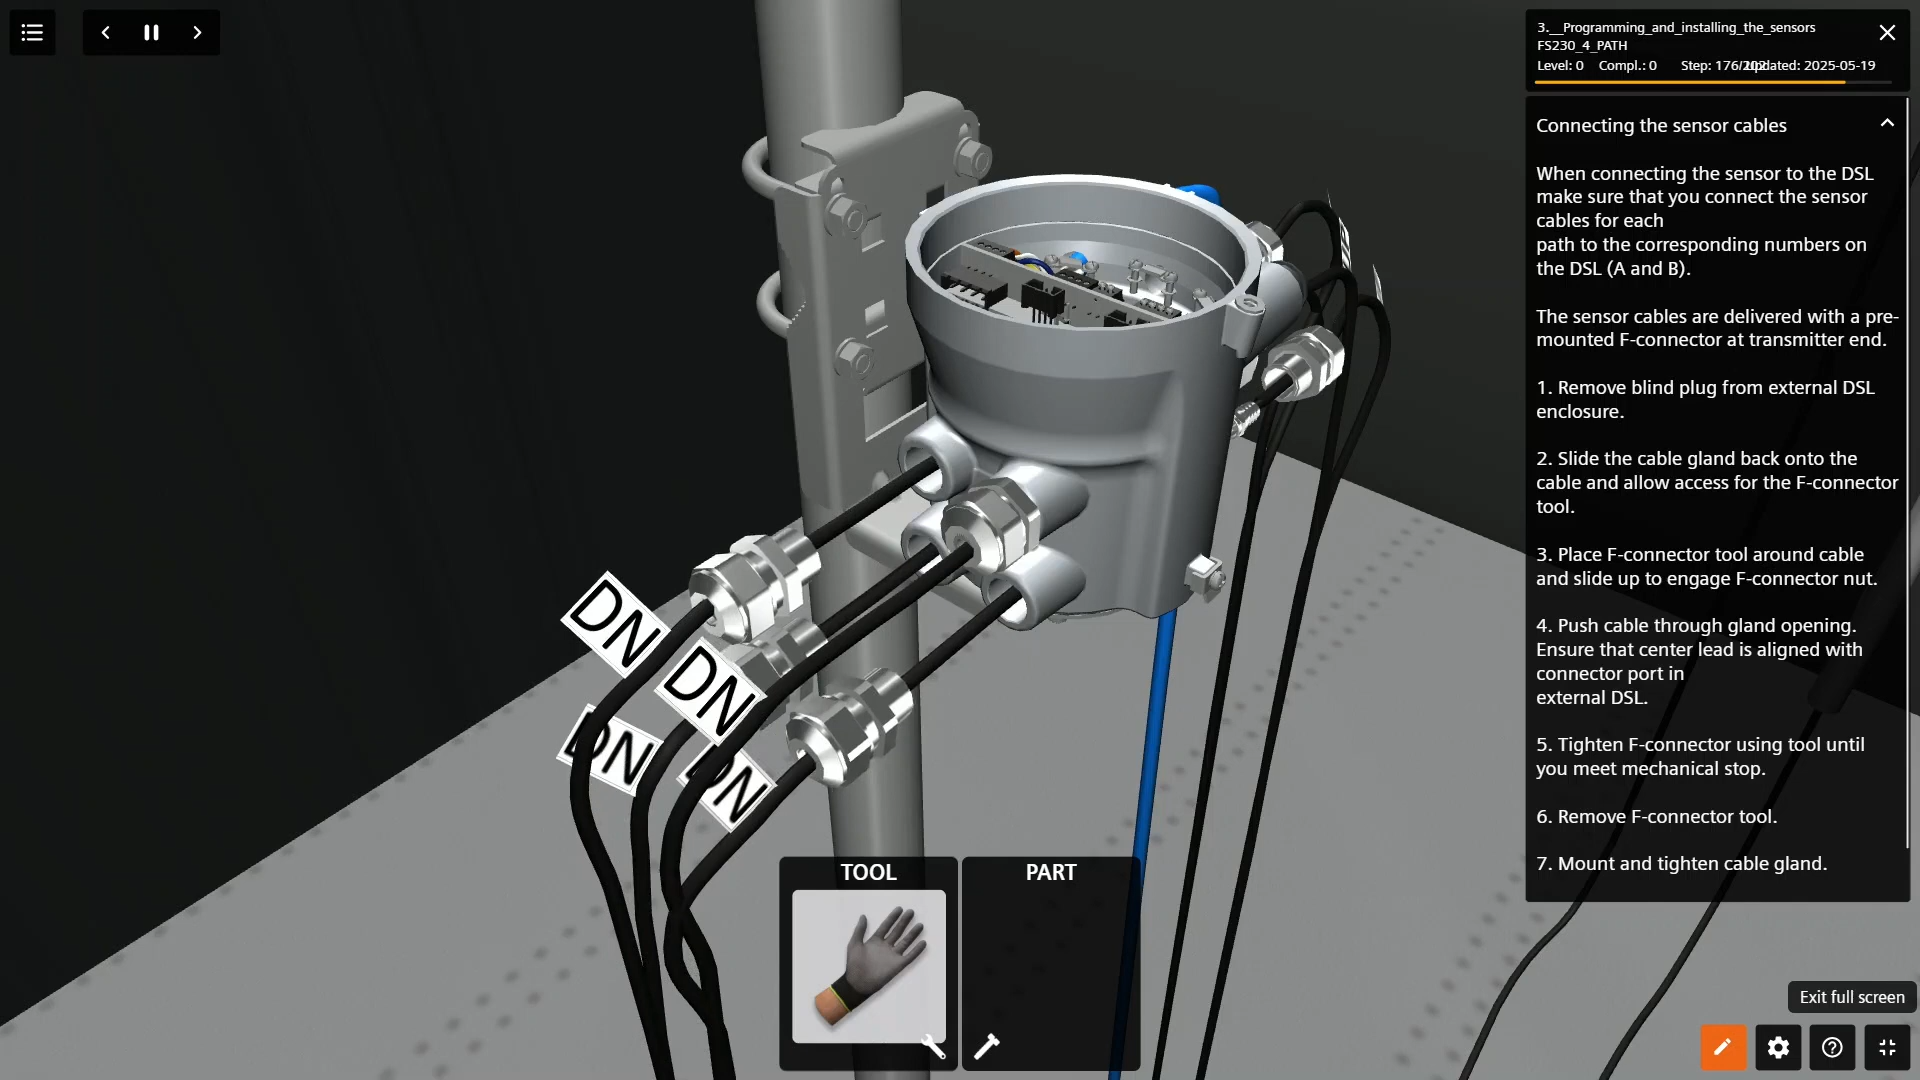 3.__Programming_and_installing_the_sensors
FS230_4_PATH
Level: 0 Compl.: 0 Step: 176/202 Updated: 2025-05-19
Connecting the sensor cables
When connecting the sensor to the DSL
make sure that you connect the sensor
cables for each
path to the corresponding numbers on
the DSL (A and B).
The sensor cables are delivered with a pre-
mounted F-connector at transmitter end.
1. Remove blind plug from external DSL
enclosure.
2. Slide the cable gland back onto the
cable and allow access for the F-connector
tool.
3. Place F-connector tool around cable
and slide up to engage F-connector nut.
4. Push cable through gland opening.
Ensure that center lead is aligned with
connector port in
external DSL.
5. Tighten F-connector using tool until
you meet mechanical stop.
6. Remove F-connector tool.
7. Mount and tighten cable gland.
DN
DN
DN
DN
TOOL
PART
Exit full screen